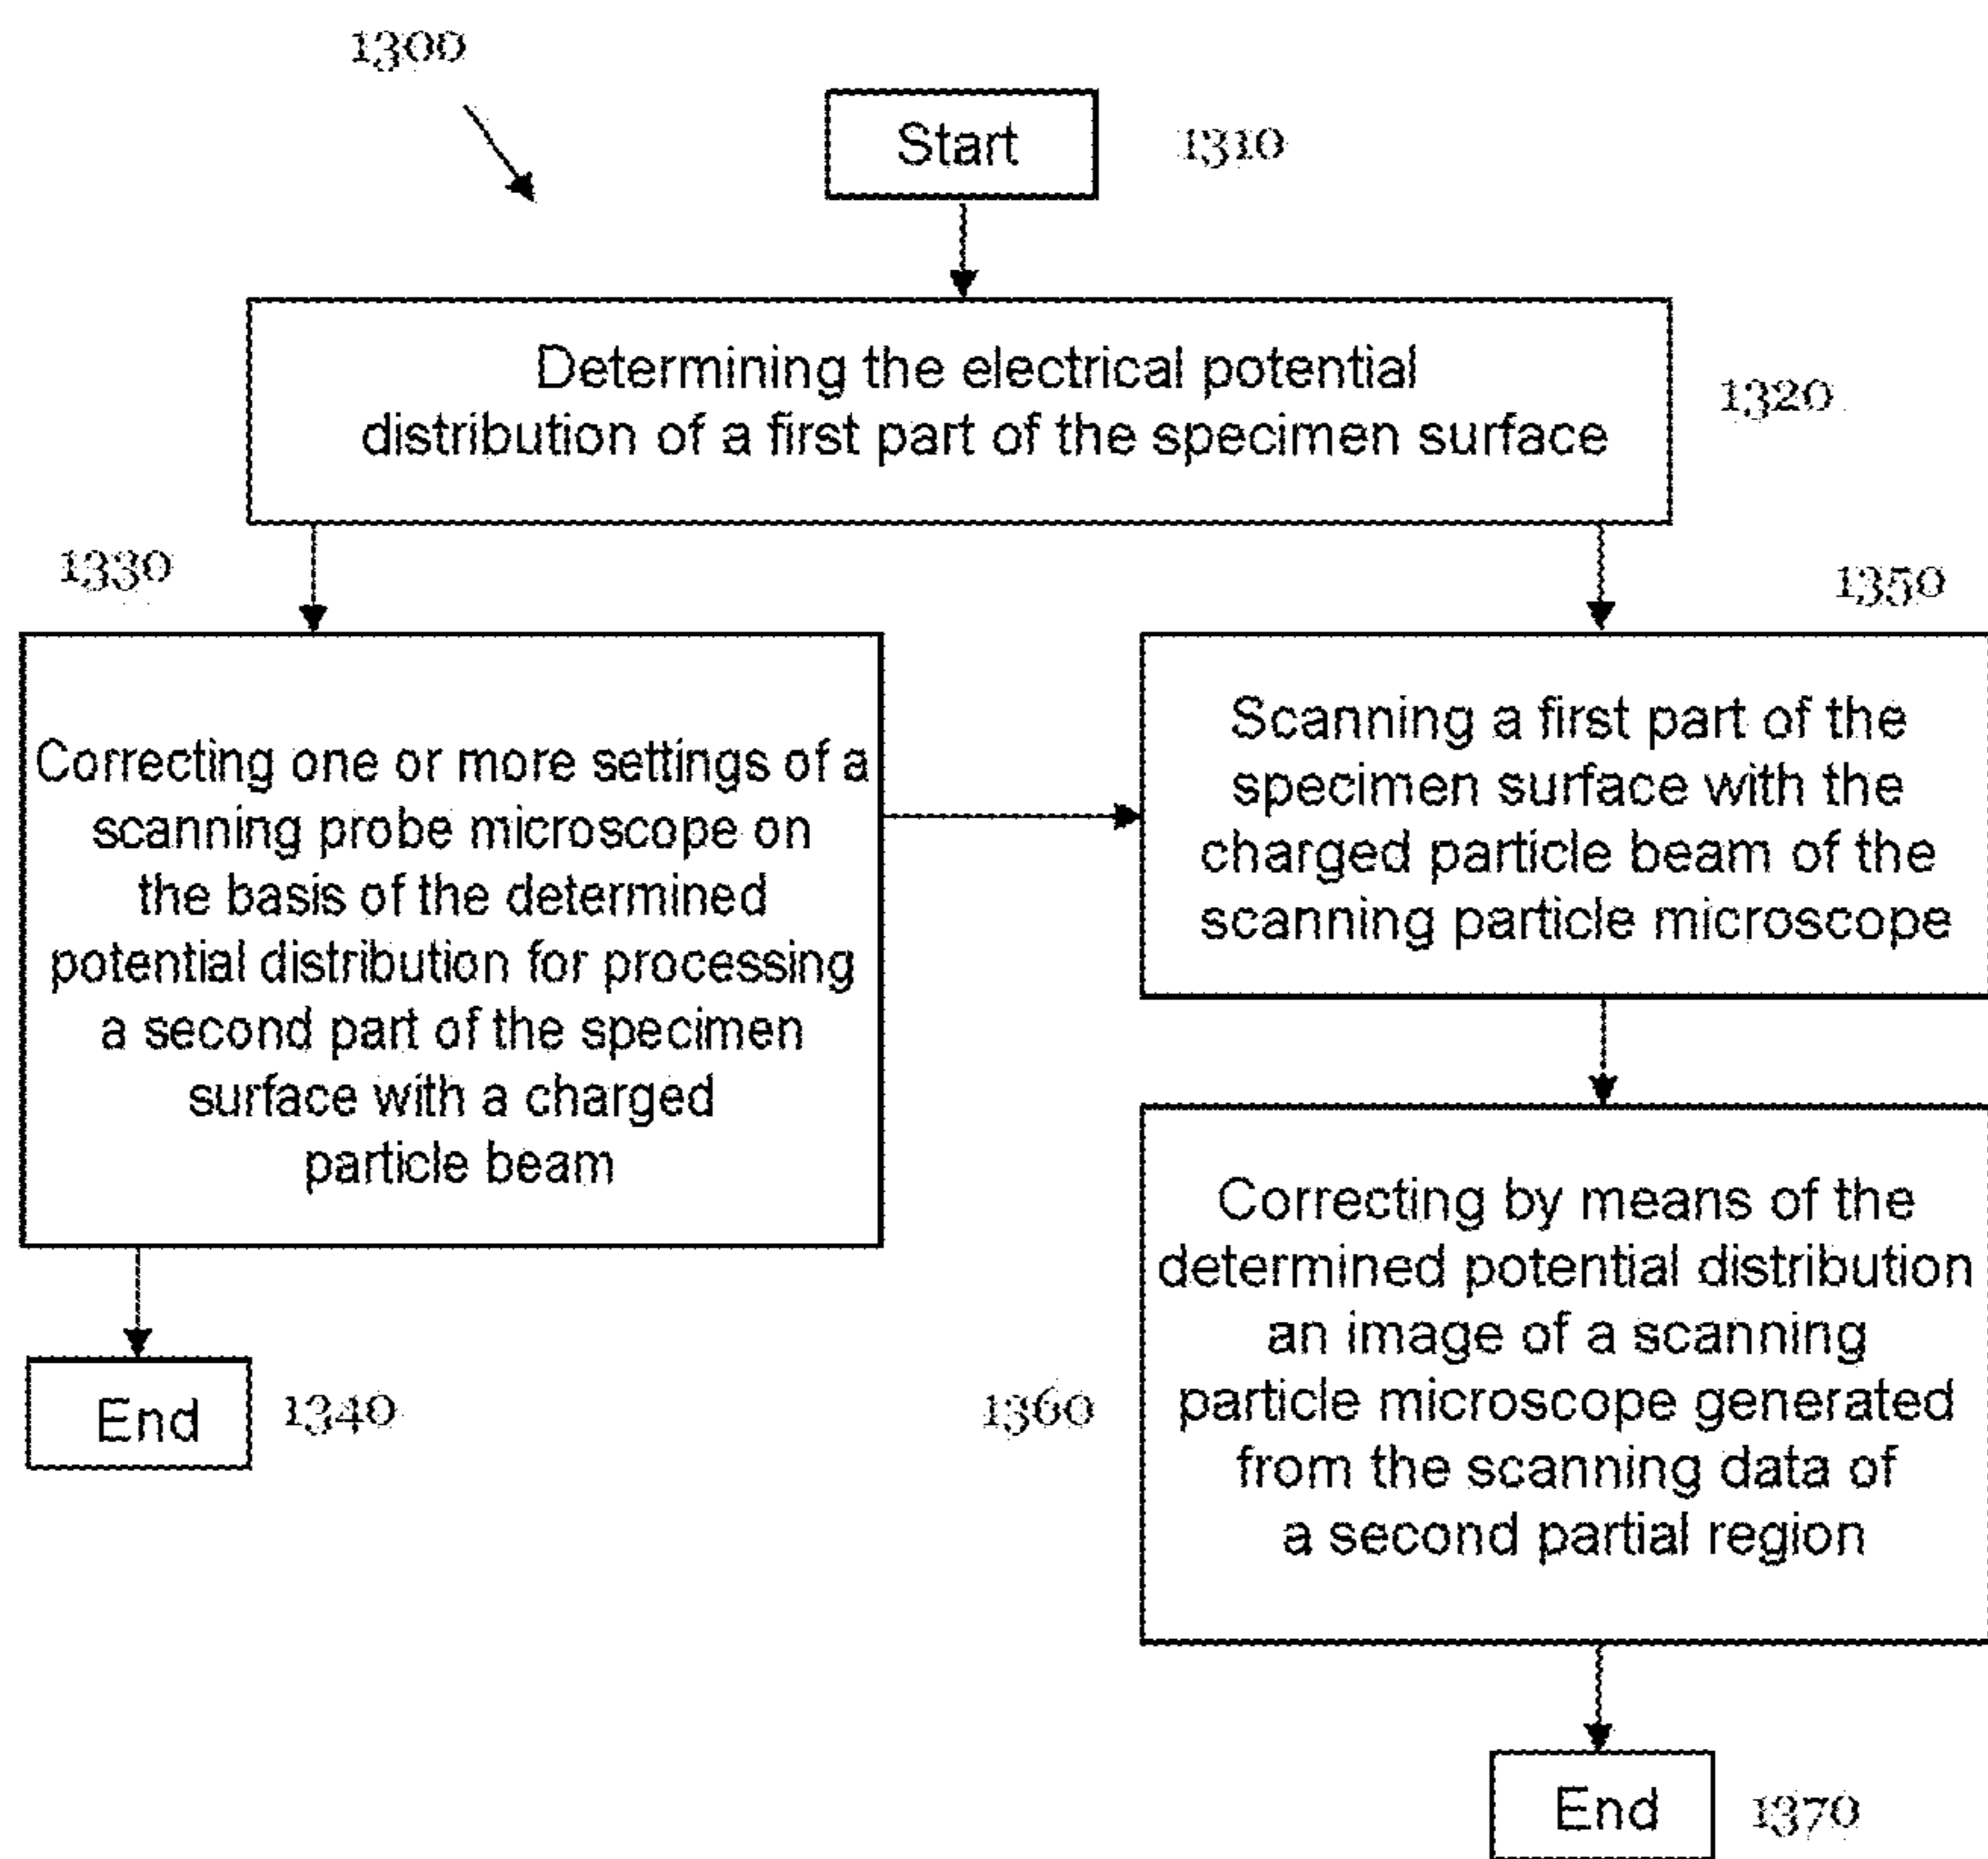 1300
Start
1310
Determining the electrical potential
distribution of a first part of the specimen surface
1320
1330
Correcting one or more settings of a
scanning probe microscope on
the basis of the determined
potential distribution for processing
a second part of the specimen
surface with a charged
particle beam
End
1340
1350
Scanning a first part of the
specimen surface with the
charged particle beam of the
scanning particle microscope
1360
Correcting by means of the
determined potential distribution
an image of a scanning
particle microscope generated
from the scanning data of
a second partial region
End
1370